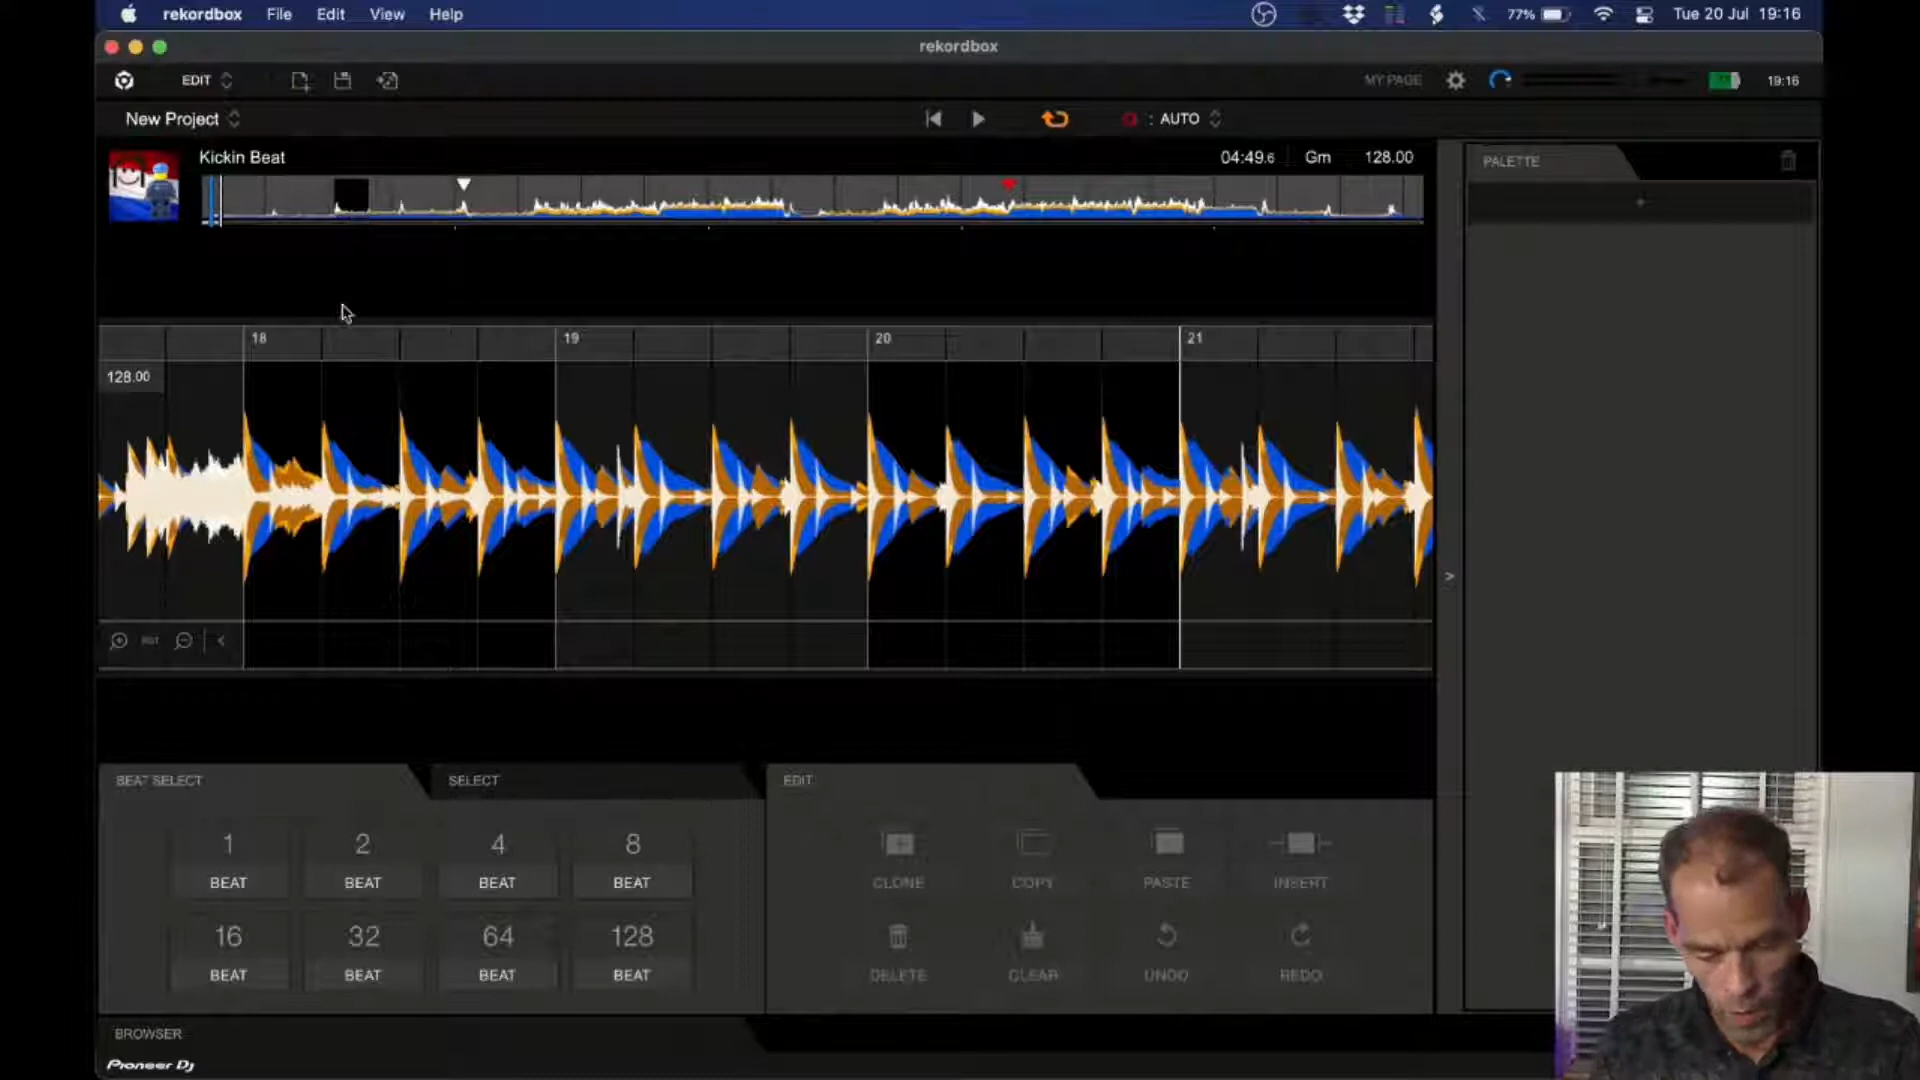 rekordbox File Edit View Help 77% Tue 20 Jul 19:16
rekordbox
EDIT MY PAGE 19:16
New Project : AUTO
Kickin Beat 04:49.6 Gm 128.00
PALETTE
18 19 20 21
128.00
BEAT SELECT SELECT EDIT
1 2 4 8
BEAT BEAT BEAT BEAT
CLONE COPY PASTE INSERT
16 32 64 128
BEAT BEAT BEAT BEAT
DELETE CLEAR UNDO REDO
BROWSER
Pioneer Dj